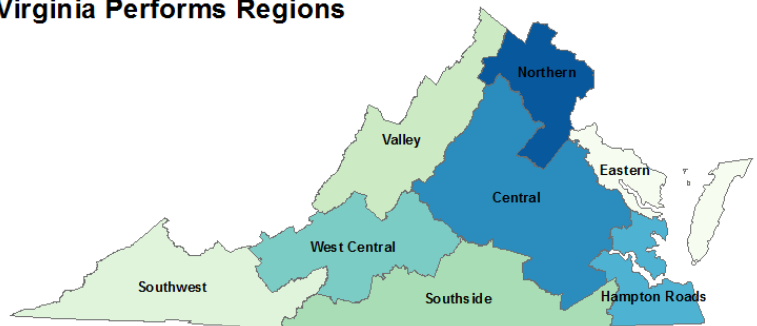 Virginia Performs Regions
Northern
Valley
Eastern
Central
West Central
Southwest
Southside
Hampton Roads